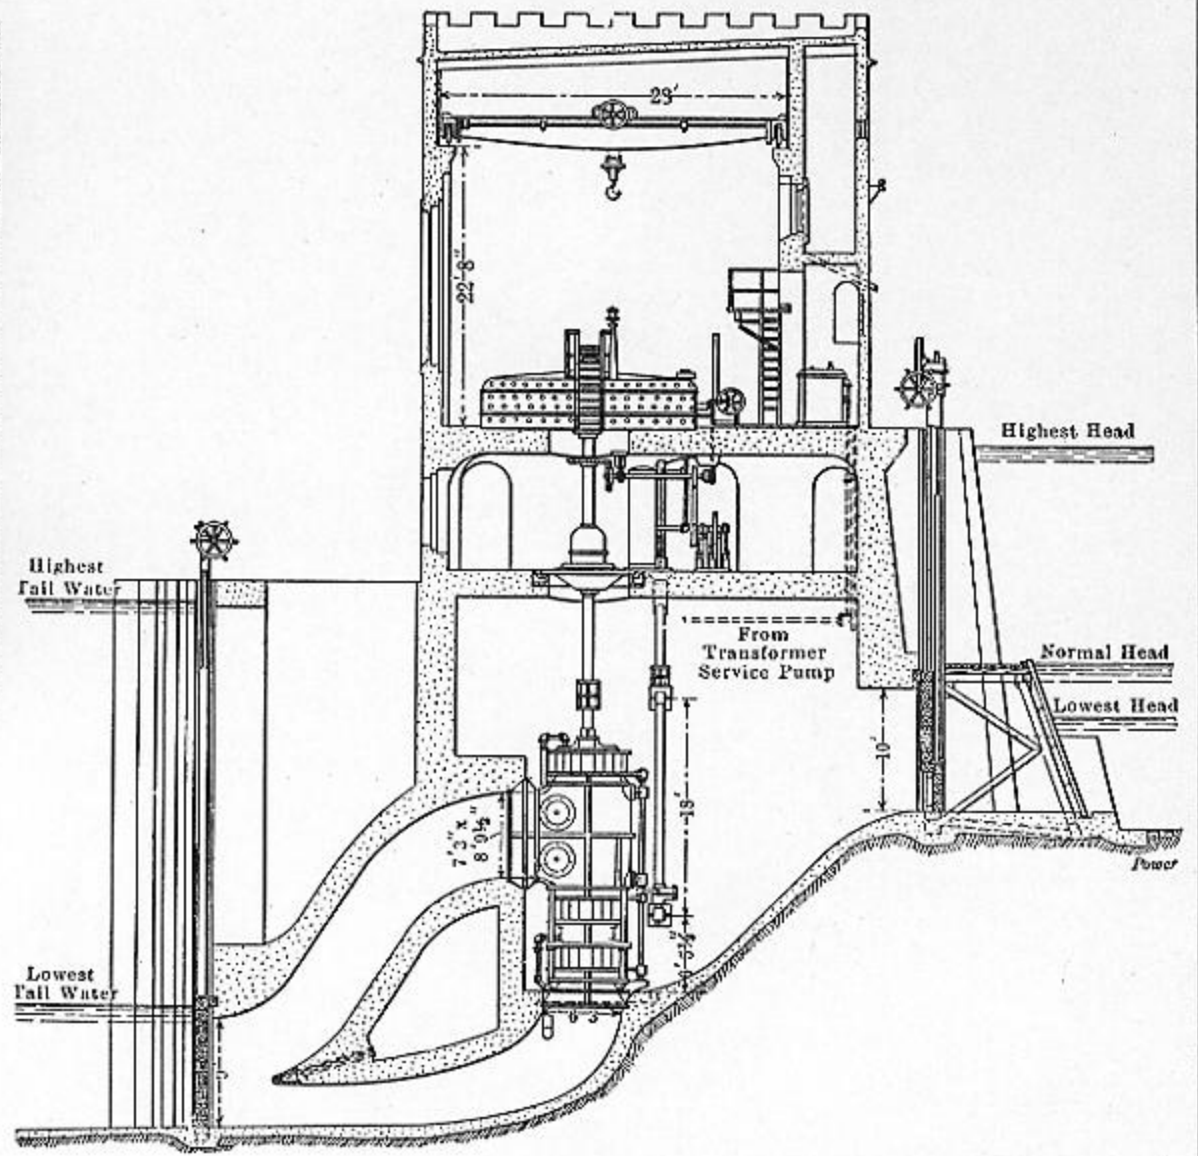 23'
22'-8"
Highest Head
Highest
Tail Water
From
Transformer
Service Pump
Normal Head
Lowest Head
10'
18'
7' 3" x
8' 9½"
Power
Lowest
Tail Water